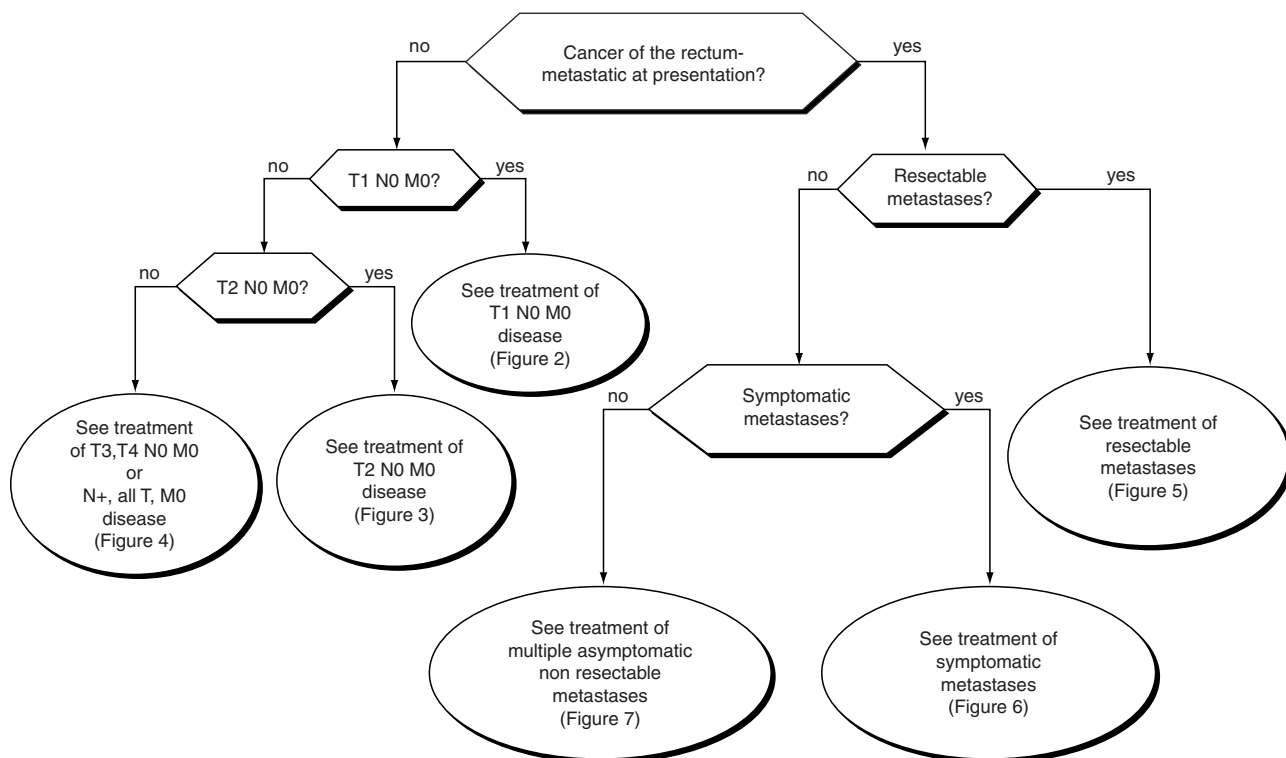 no
Cancer of the rectum-
metastatic at presentation?
yes
no
T1 N0 M0?
yes
no
Resectable
metastases?
yes
no
T2 N0 M0?
yes
See treatment of
T1 N0 M0
disease
(Figure 2)
no
Symptomatic
metastases?
yes
See treatment
of T3,T4 N0 M0
or
N+, all T, M0
disease
(Figure 4)
See treatment of
T2 N0 M0
disease
(Figure 3)
See treatment of
resectable
metastases
(Figure 5)
See treatment of
multiple asymptomatic
non resectable
metastases
(Figure 7)
See treatment of
symptomatic
metastases
(Figure 6)